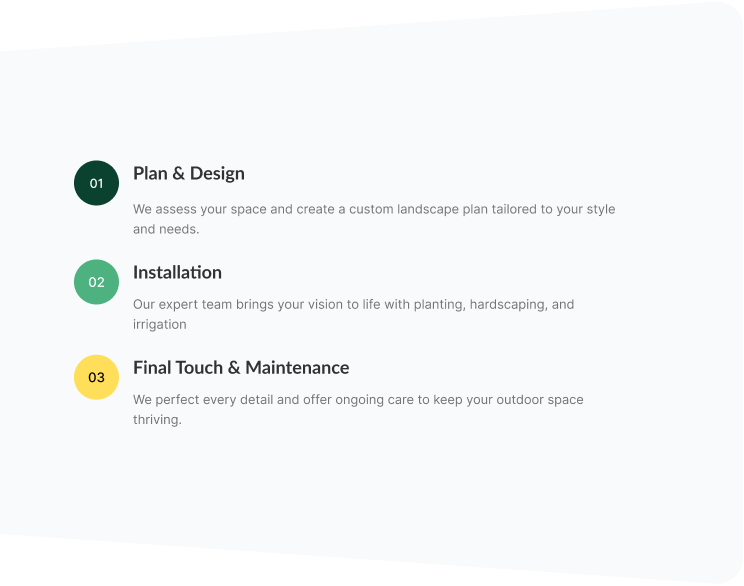 01
Plan & Design
We assess your space and create a custom landscape plan tailored to your style
and needs.
02
Installation
Our expert team brings your vision to life with planting, hardscaping, and
irrigation
03
Final Touch & Maintenance
We perfect every detail and offer ongoing care to keep your outdoor space
thriving.